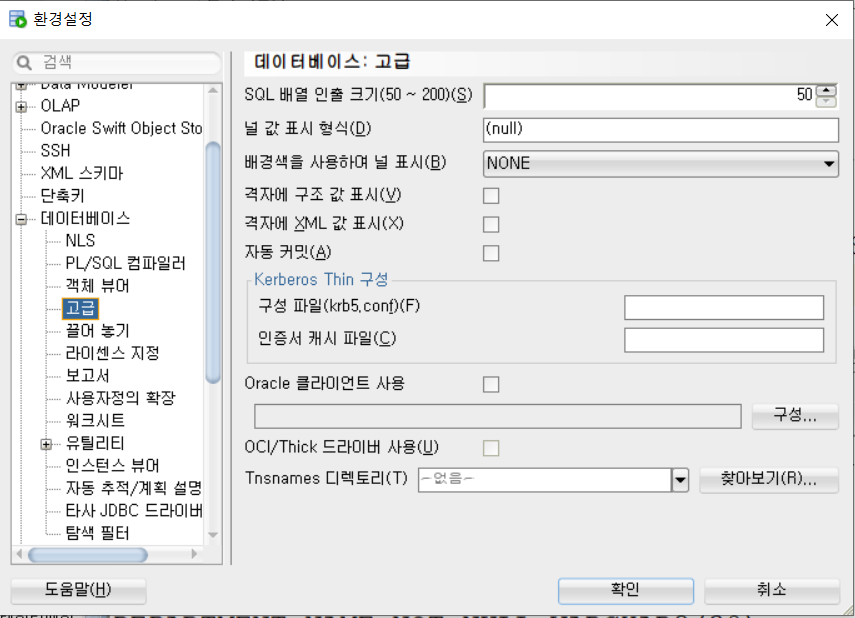 환경설정
검색
Data Modeler
OLAP
Oracle Swift Object Sto
SSH
XML 스키마
단축키
데이터베이스
NLS
PL/SQL 컴파일러
객체 뷰어
고급
끌어 놓기
라이센스 지정
보고서
사용자정의 확장
워크시트
유틸리티
인스턴스 뷰어
자동 추적/계획 설명
타사 JDBC 드라이버
탐색 필터
데이터베이스: 고급
SQL 배열 인출 크기(50 ~ 200)(S) 50
널 값 표시 형식(D) (null)
배경색을 사용하며 널 표시(B) NONE
격자에 구조 값 표시(V)
격자에 XML 값 표시(X)
자동 커밋(A)
Kerberos Thin 구성
구성 파일(krb5.conf)(F)
인증서 캐시 파일(C)
Oracle 클라이언트 사용
구성...
OCI/Thick 드라이버 사용(U)
Tnsnames 디렉토리(T) -없음- 찾아보기(R)...
도움말(H) 확인 취소